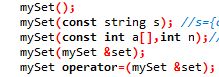 mySet();
mySet(const string s); //s={
mySet(const int a[],int n);//
mySet(mySet &set);
mySet operator=(mySet &set);